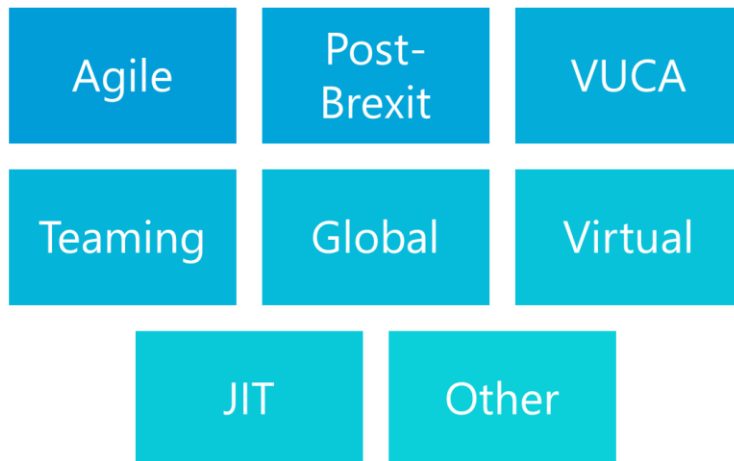 Agile
Post-
Brexit
VUCA
Teaming
Global
Virtual
JIT
Other